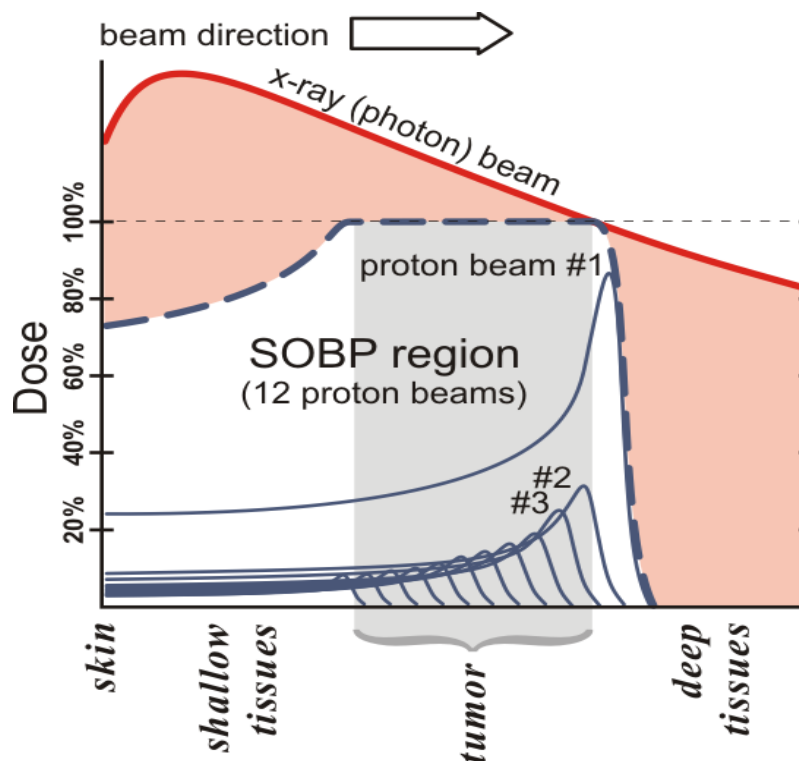 beam direction
x-ray (photon) beam
100%
80%
60%
40%
20%
Dose
proton beam #1
SOBP region
(12 proton beams)
#2
#3
skin
shallow
tissues
tumor
deep
tissues